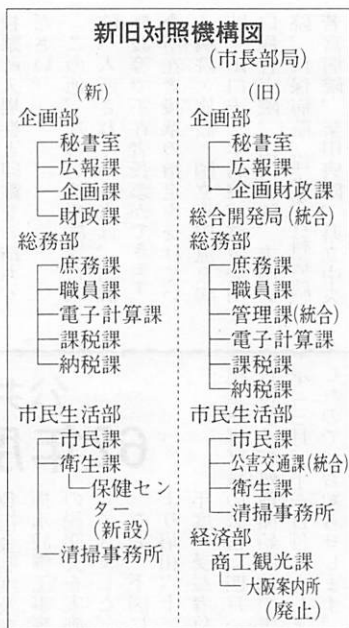 新旧対照機構図
(市長部局)
(新)
企画部
秘書室
広報課
企画課
財政課
総務部
庶務課
職員課
電子計算課
課税課
納税課
市民生活部
市民課
衛生課
保健セン
ター
(新設)
清掃事務所
(旧)
企画部
秘書室
広報課
企画財政課
総合開発局(統合)
総務部
庶務課
職員課
管理課(統合)
電子計算課
課税課
納税課
市民生活部
市民課
公害交通課(統合)
衛生課
清掃事務所
経済部
商工観光課
大阪案内所
(廃止)